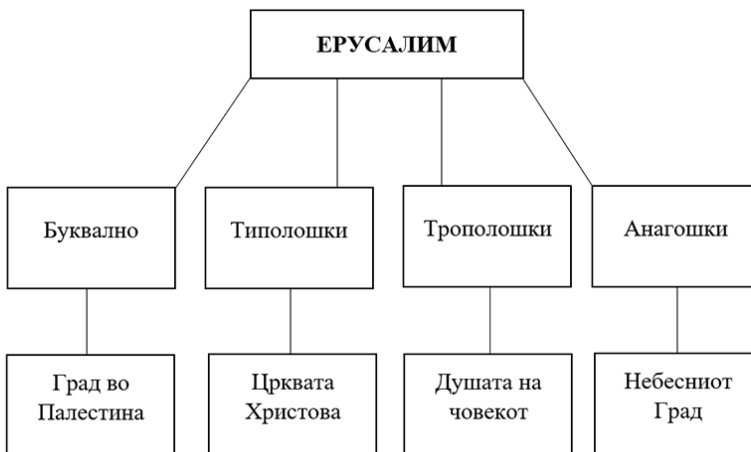 ЕРУСАЛИМ
Буквално
Типолошки
Трополошки
Анагошки
Град во
Палестина
Црквата
Христова
Душата на
човекот
Небесниот
Град